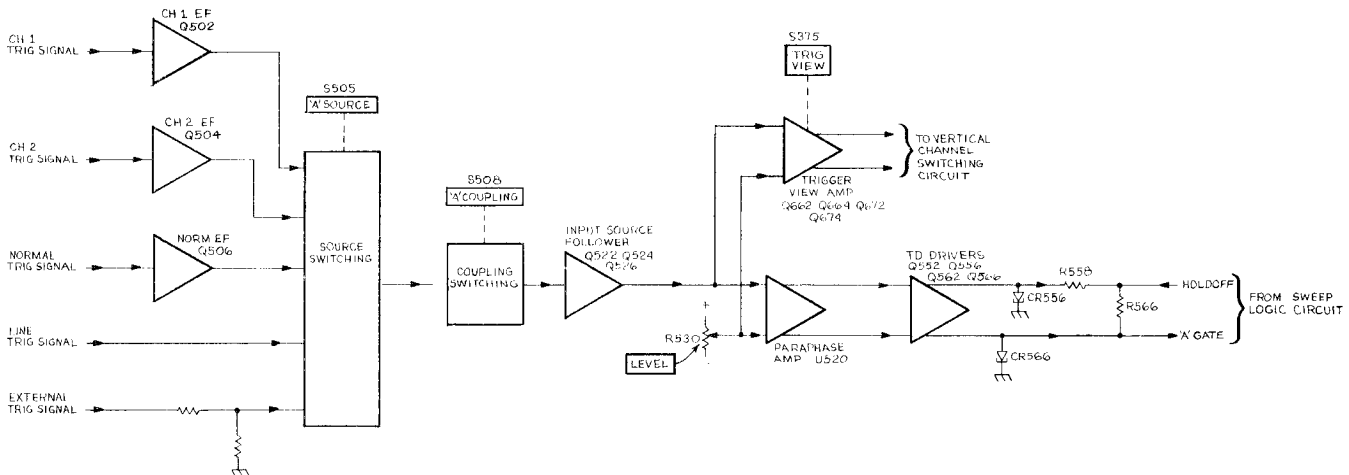 CH 1 EF
Q502
CH 1
TRIG SIGNAL
CH 2 EF
Q504
CH 2
TRIG SIGNAL
NORM EF
Q506
NORMAL
TRIG SIGNAL
LINE
TRIG SIGNAL
EXTERNAL
TRIG SIGNAL
S505
'A' SOURCE
SOURCE
SWITCHING
S508
'A' COUPLING
COUPLING
SWITCHING
INPUT SOURCE
FOLLOWER
Q522 Q524
Q526
+
R530
LEVEL
S375
TRIG
VIEW
TRIGGER
VIEW AMP
Q662 Q664 Q672
Q674
TO VERTICAL
CHANNEL
SWITCHING
CIRCUIT
PARAPHASE
AMP U520
TD DRIVERS
Q552 Q556
Q562 Q566
CR556
R558
R566
CR566
HOLDOFF
'A' GATE
FROM SWEEP
LOGIC CIRCUIT